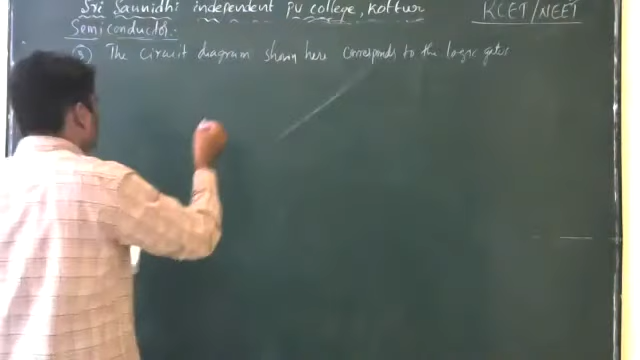 Sri Saunidhi independent PU college, Kottur
KCET/NEET
Semiconductor:-
③ The Circuit diagram shown here corresponds to the logic gate